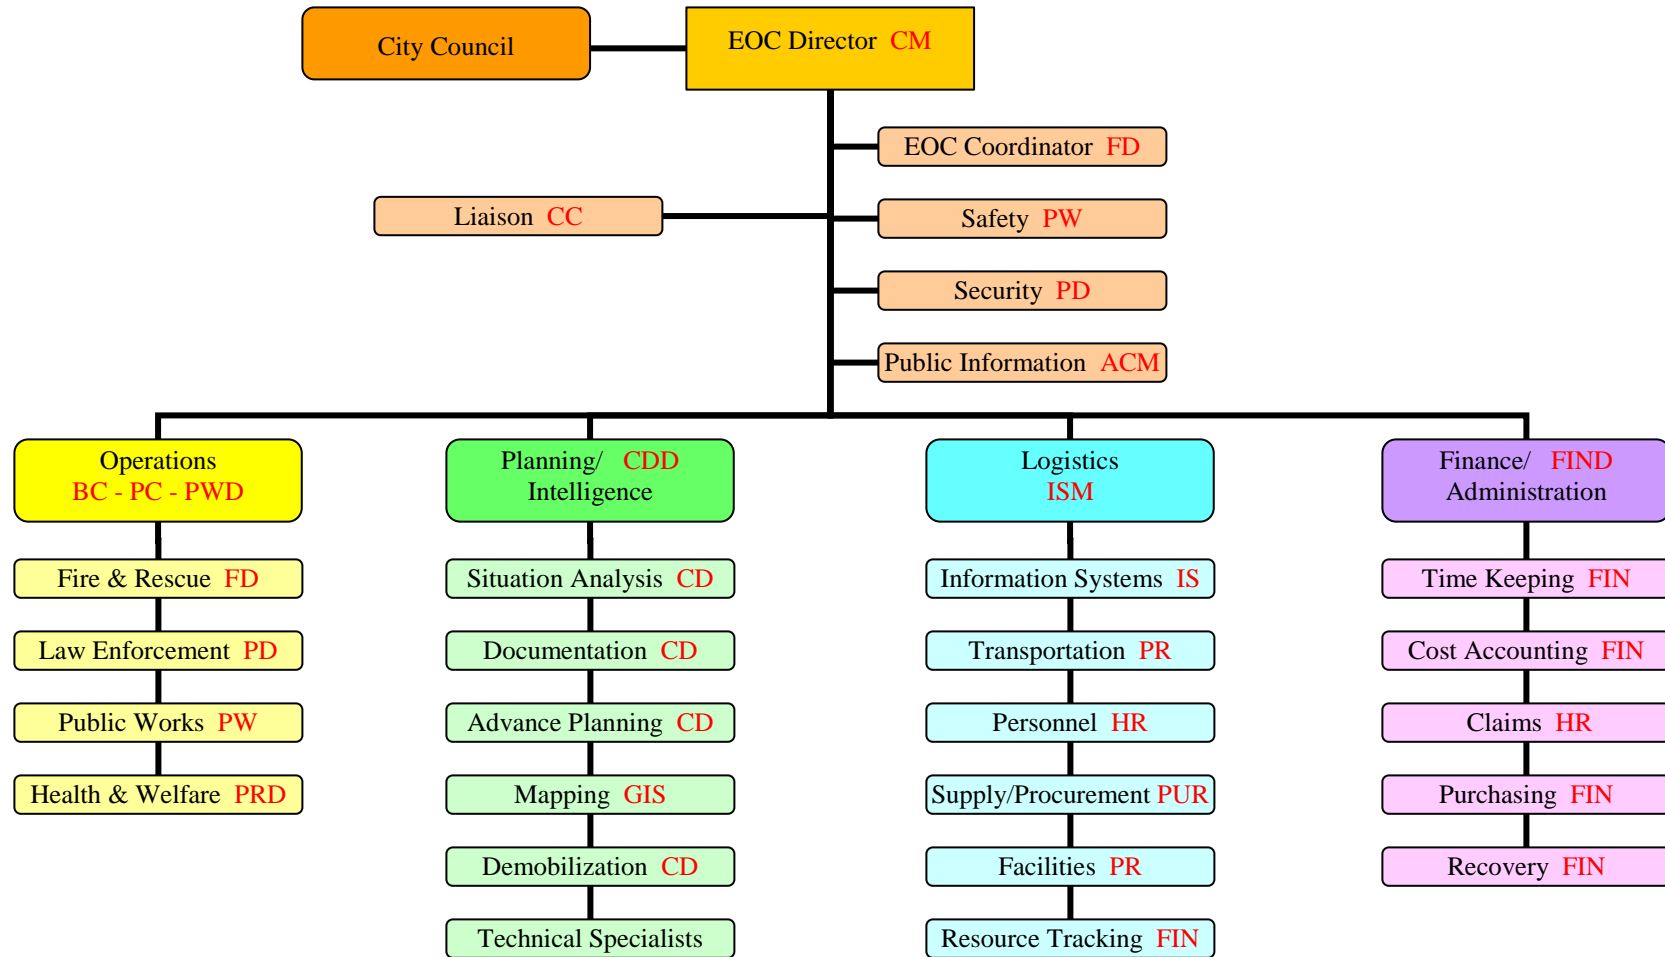 City Council
EOC Director CM
EOC Coordinator FD
Liaison CC
Safety PW
Security PD
Public Information ACM
Operations
BC - PC - PWD
Fire & Rescue FD
Law Enforcement PD
Public Works PW
Health & Welfare PRD
Planning/ CDD
Intelligence
Situation Analysis CD
Documentation CD
Advance Planning CD
Mapping GIS
Demobilization CD
Technical Specialists
Logistics
ISM
Information Systems IS
Transportation PR
Personnel HR
Supply/Procurement PUR
Facilities PR
Resource Tracking FIN
Finance/ FIND
Administration
Time Keeping FIN
Cost Accounting FIN
Claims HR
Purchasing FIN
Recovery FIN